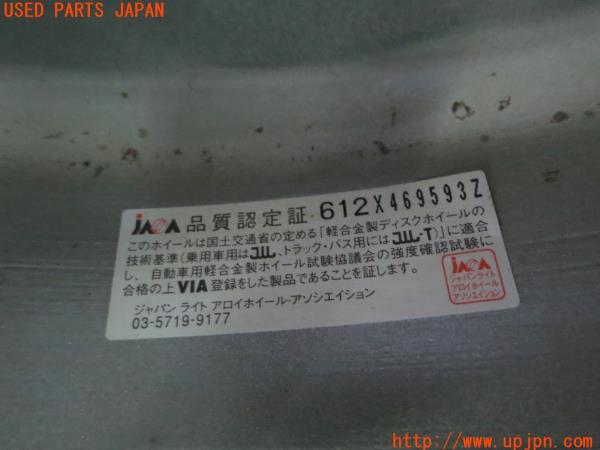 USED PARTS JAPAN
JAWA 品質認定証 612X469593Z
このホイールは国土交通省の定める「軽合金製ディスクホイールの
技術基準(乗用車用はJWL、トラック・バス用にはJWL-T)」に適合
し、自動車用軽合金製ホイール試験協議会の強度確認試験に
合格の上VIA登録をした製品であることを証します。
ジャパン ライト アロイホイール・アソシエイション
03-5719-9177
JAWA
ジャパンライト
アロイホイール
アソシエイション
http://www.upjpn.com/